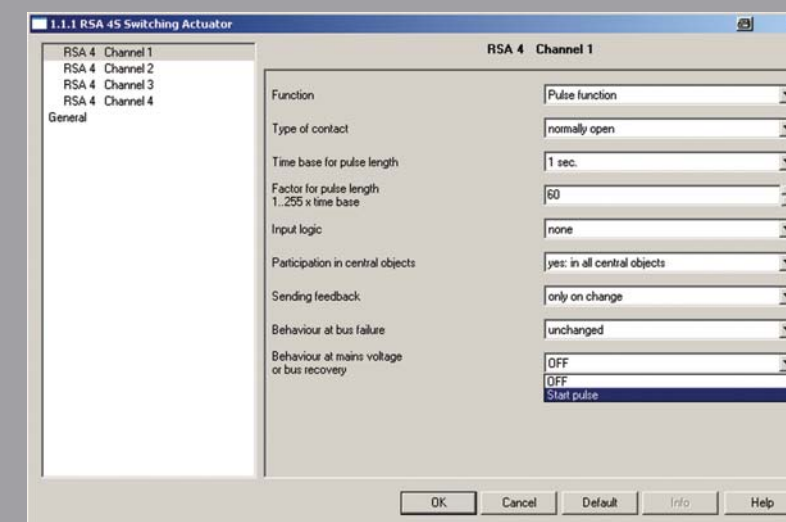 1.1.1 RSA 4S Switching Actuator
RSA 4 Channel 1
RSA 4 Channel 2
RSA 4 Channel 3
RSA 4 Channel 4
General
RSA 4 Channel 1
Function Pulse function
Type of contact normally open
Time base for pulse length 1 sec.
Factor for pulse length
1..255 x time base 60
Input logic none
Participation in central objects yes: in all central objects
Sending feedback only on change
Behaviour at bus failure unchanged
Behaviour at mains voltage
or bus recovery OFF
OFF
Start pulse
OK Cancel Default Info Help